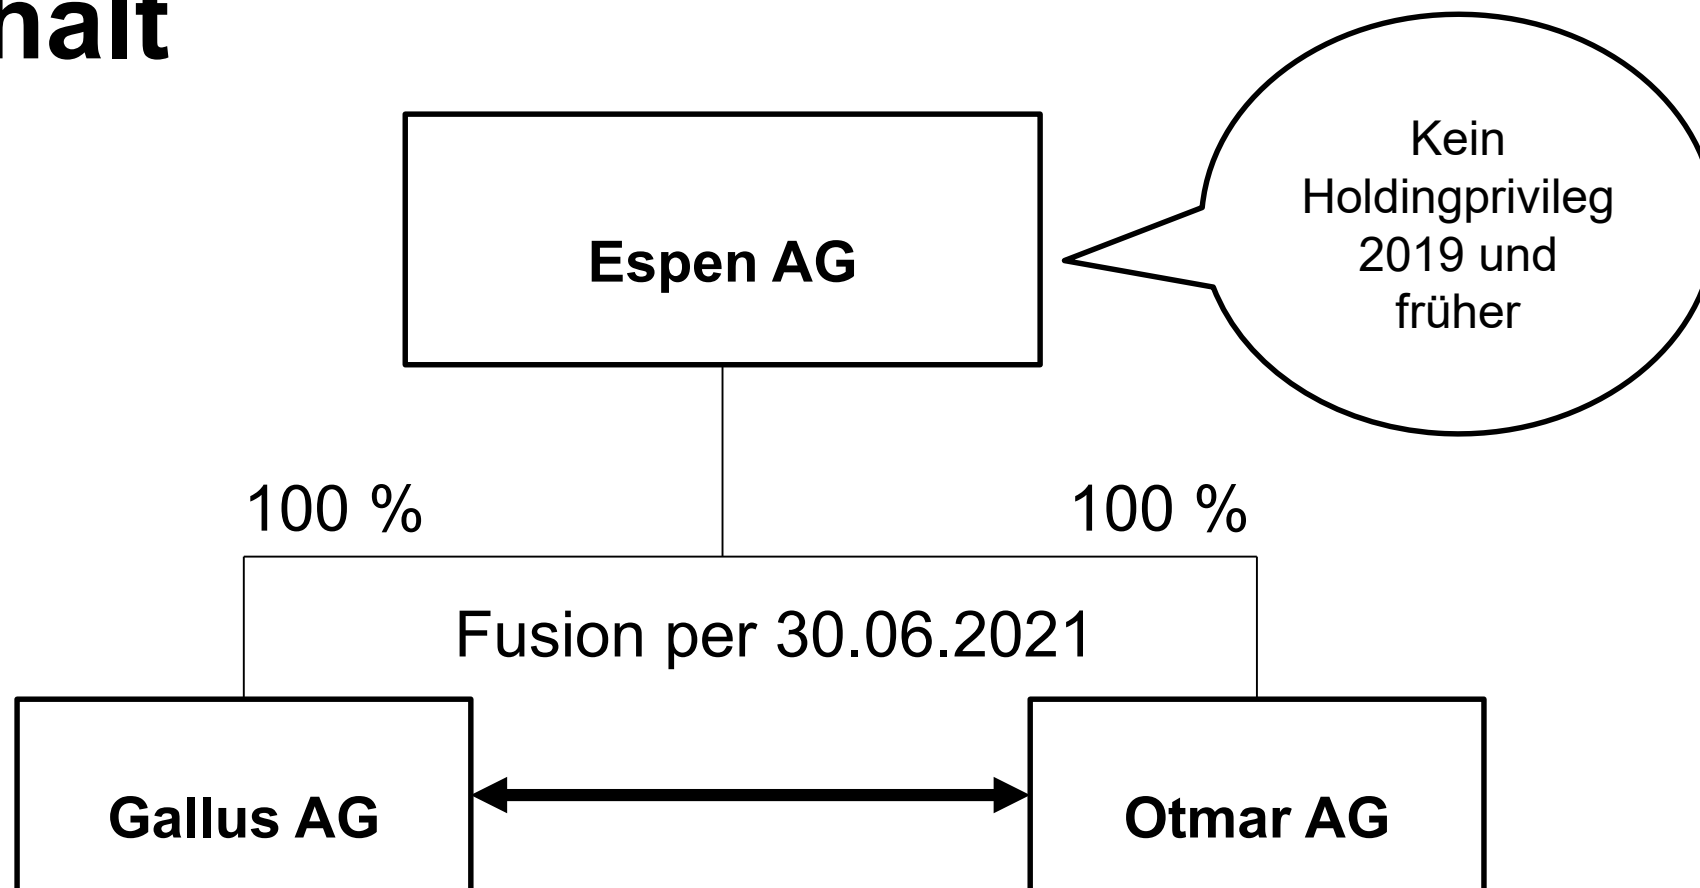 halt
Espen AG
Kein
Holdingprivileg
2019 und
früher
100 %
100 %
Fusion per 30.06.2021
Gallus AG
Otmar AG